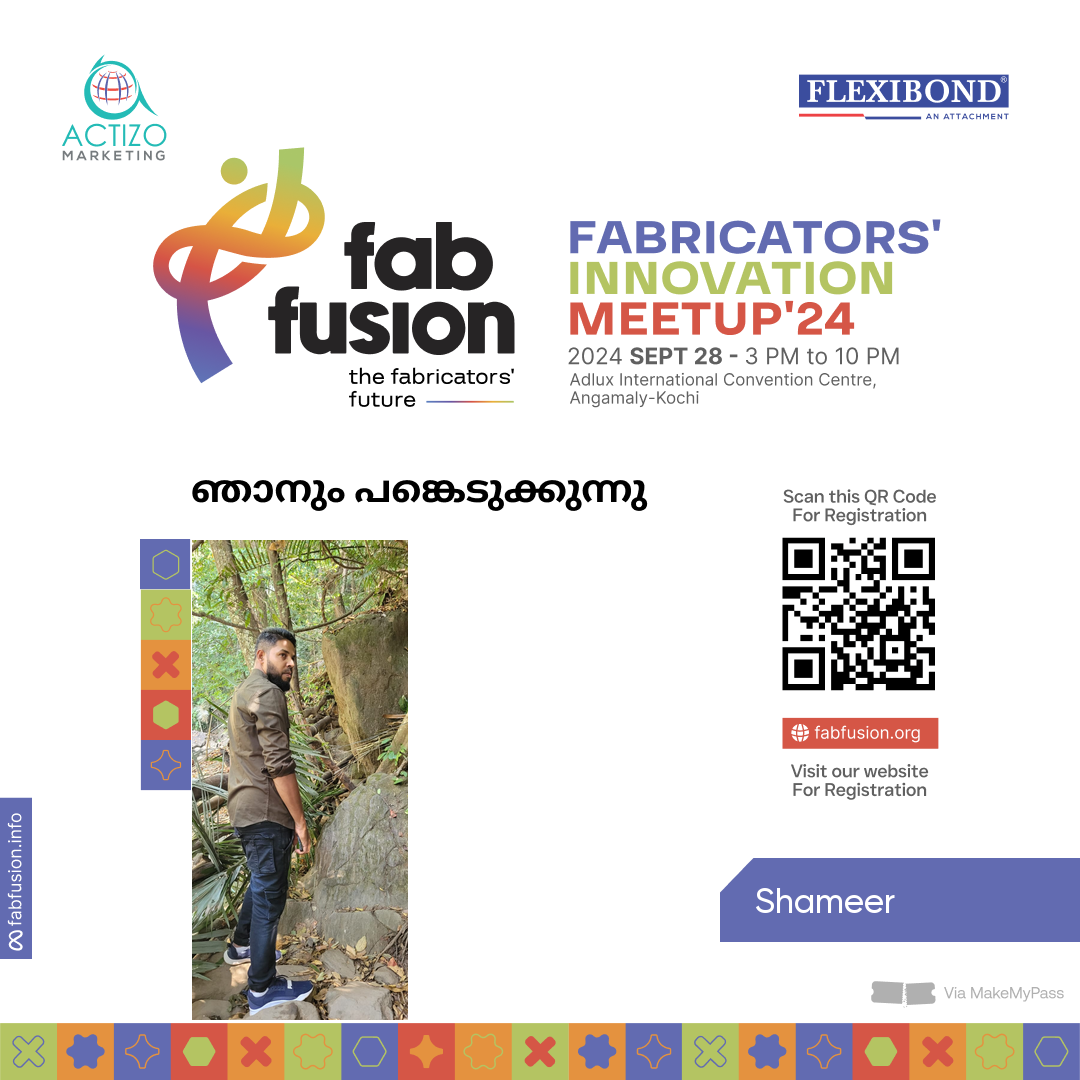 ACTIZO
MARKETING
FLEXIBOND®
AN ATTACHMENT
fab
fusion
the fabricators'
future
FABRICATORS'
INNOVATION
MEETUP'24
2024 SEPT 28 - 3 PM to 10 PM
Adlux International Convention Centre,
Angamaly-Kochi
ഞാനും പങ്കെടുക്കുന്നു
Scan this QR Code
For Registration
fabfusion.org
Visit our website
For Registration
fabfusion.info
Shameer
Via MakeMyPass